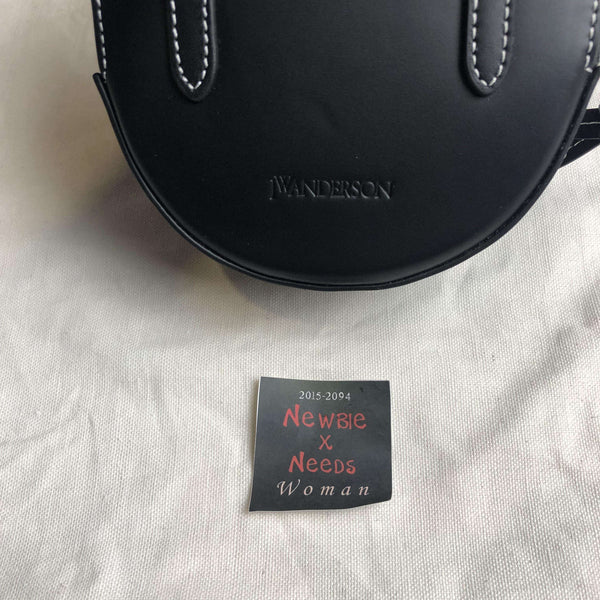 JWANDERSON
2015-2094
NEWBIE
X
NEEDS
Woman